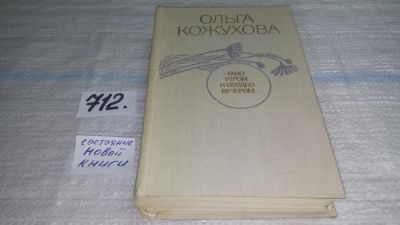 ОЛЬГА
КОЖУХОВА
РАНО
УТРОМ
И ПОЗДНО
ВЕЧЕРОМ...
712.
состояние
новой
книги